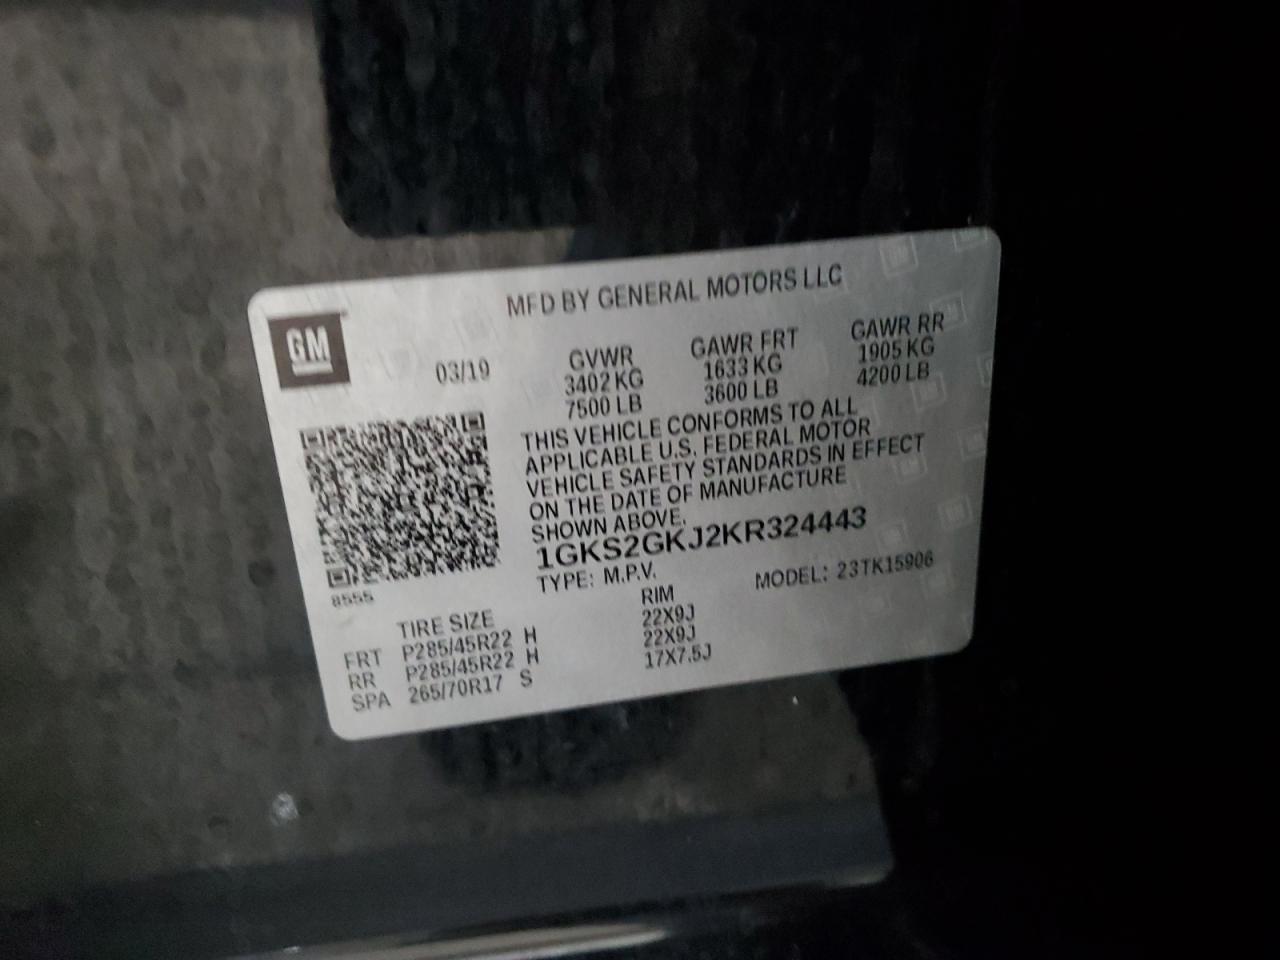 MFD BY GENERAL MOTORS LLC
GM
03/19
GVWR GAWR FRT GAWR RR
3402 KG 1633 KG 1905 KG
7500 LB 3600 LB 4200 LB
THIS VEHICLE CONFORMS TO ALL
APPLICABLE U.S. FEDERAL MOTOR
VEHICLE SAFETY STANDARDS IN EFFECT
ON THE DATE OF MANUFACTURE
SHOWN ABOVE.
1GKS2GKJ2KR324443
TYPE: M.P.V. MODEL: 23TK15906
8555
TIRE SIZE RIM
FRT P285/45R22 H 22X9J
RR P285/45R22 H 22X9J
SPA 265/70R17 S 17X7.5J